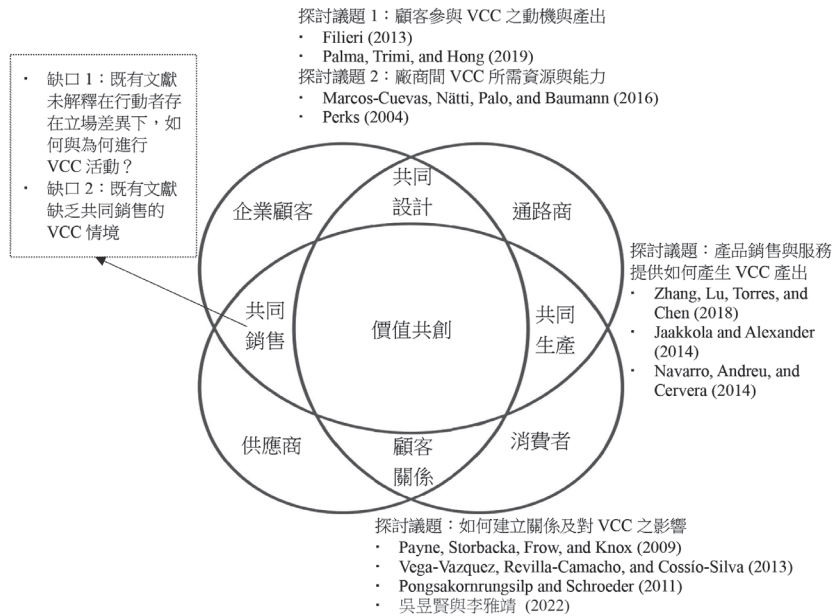 探討議題 1：顧客參與 VCC 之動機與產出
· Filieri (2013)
· Palma, Trimi, and Hong (2019)
探討議題 2：廠商間 VCC 所需資源與能力
· Marcos-Cuevas, Nätti, Palo, and Baumann (2016)
· Perks (2004)
· 缺口 1：既有文獻
未解釋在行動者存
在立場差異下，如
何與為何進行
VCC 活動？
· 缺口 2：既有文獻
缺乏共同銷售的
VCC 情境
企業顧客
共同
設計
通路商
共同
銷售
價值共創
共同
生產
供應商
顧客
關係
消費者
探討議題：產品銷售與服務
提供如何產生 VCC 產出
· Zhang, Lu, Torres, and
Chen (2018)
· Jaakkola and Alexander
(2014)
· Navarro, Andreu, and
Cervera (2014)
探討議題：如何建立關係及對 VCC 之影響
· Payne, Storbacka, Frow, and Knox (2009)
· Vega-Vazquez, Revilla-Camacho, and Cossío-Silva (2013)
· Pongsakornrungsilp and Schroeder (2011)
· 吳昱賢與李雅靖 (2022)